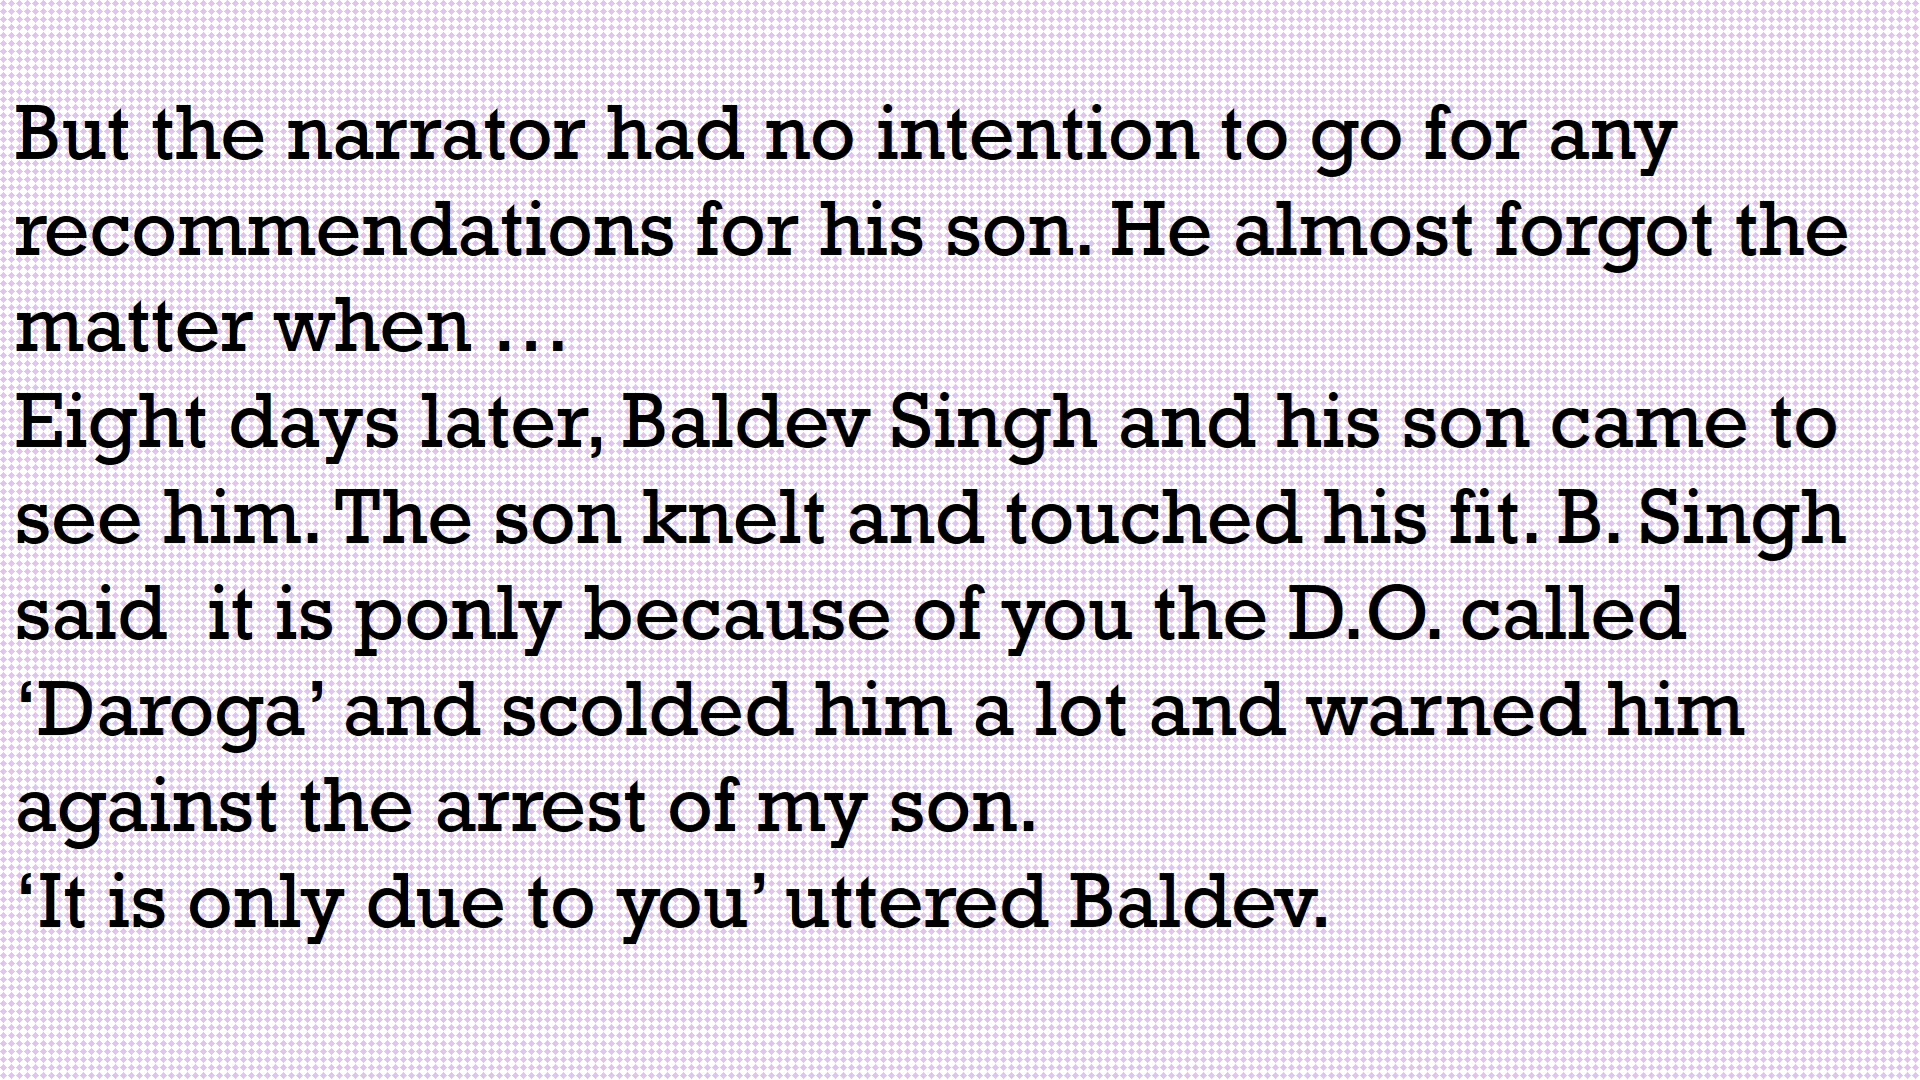 But the narrator had no intention to go for any
recommendations for his son. He almost forgot the
matter when …
Eight days later, Baldev Singh and his son came to
see him. The son knelt and touched his fit. B. Singh
said  it is ponly because of you the D.O. called
‘Daroga’ and scolded him a lot and warned him
against the arrest of my son.
‘It is only due to you’ uttered Baldev.